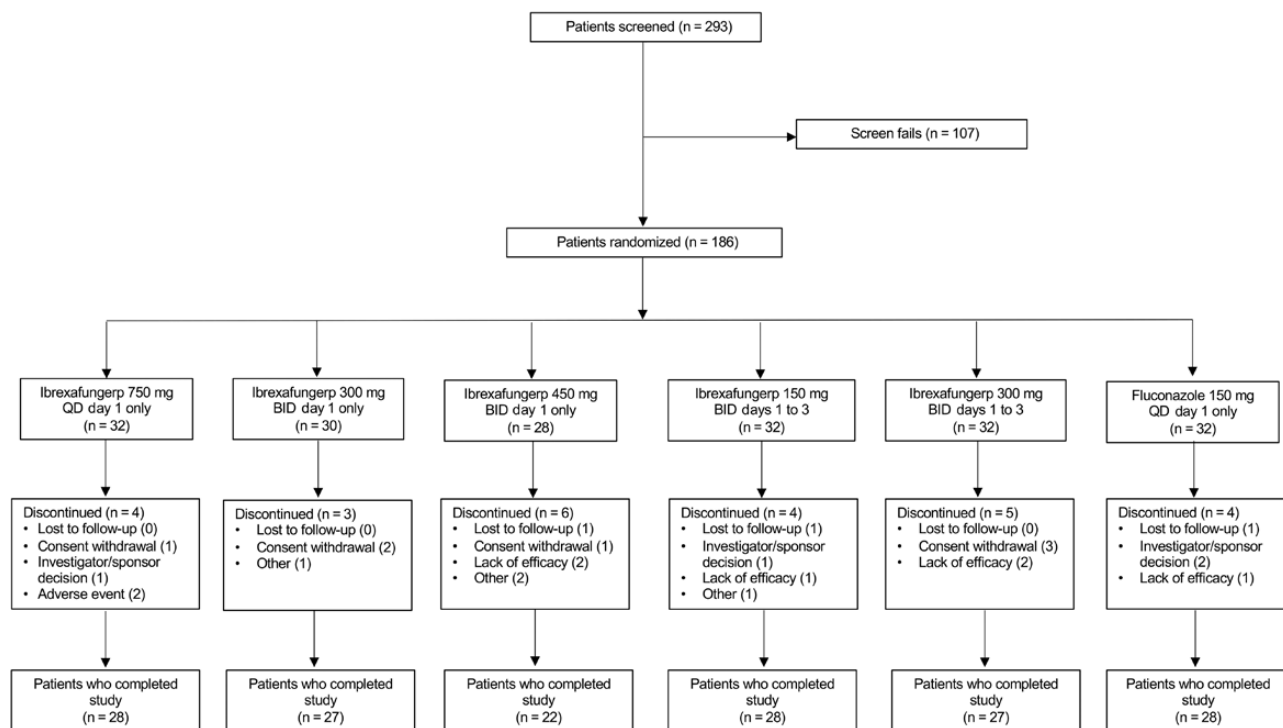 Patients screened (n = 293)
Screen fails (n = 107)
Patients randomized (n = 186)
Ibrexafungerp 750 mg
QD day 1 only
(n = 32)
Ibrexafungerp 300 mg
BID day 1 only
(n = 30)
Ibrexafungerp 450 mg
BID day 1 only
(n = 28)
Ibrexafungerp 150 mg
BID days 1 to 3
(n = 32)
Ibrexafungerp 300 mg
BID days 1 to 3
(n = 32)
Fluconazole 150 mg
QD day 1 only
(n = 32)
Discontinued (n = 4)
• Lost to follow-up (0)
• Consent withdrawal (1)
• Investigator/sponsor
decision (1)
• Adverse event (2)
Discontinued (n = 3)
• Lost to follow-up (0)
• Consent withdrawal (2)
• Other (1)
Discontinued (n = 6)
• Lost to follow-up (1)
• Consent withdrawal (1)
• Lack of efficacy (2)
• Other (2)
Discontinued (n = 4)
• Lost to follow-up (1)
• Investigator/sponsor
decision (1)
• Lack of efficacy (1)
• Other (1)
Discontinued (n = 5)
• Lost to follow-up (0)
• Consent withdrawal (3)
• Lack of efficacy (2)
Discontinued (n = 4)
• Lost to follow-up (1)
• Investigator/sponsor
decision (2)
• Lack of efficacy (1)
Patients who completed
study
(n = 28)
Patients who completed
study
(n = 27)
Patients who completed
study
(n = 22)
Patients who completed
study
(n = 28)
Patients who completed
study
(n = 27)
Patients who completed
study
(n = 28)